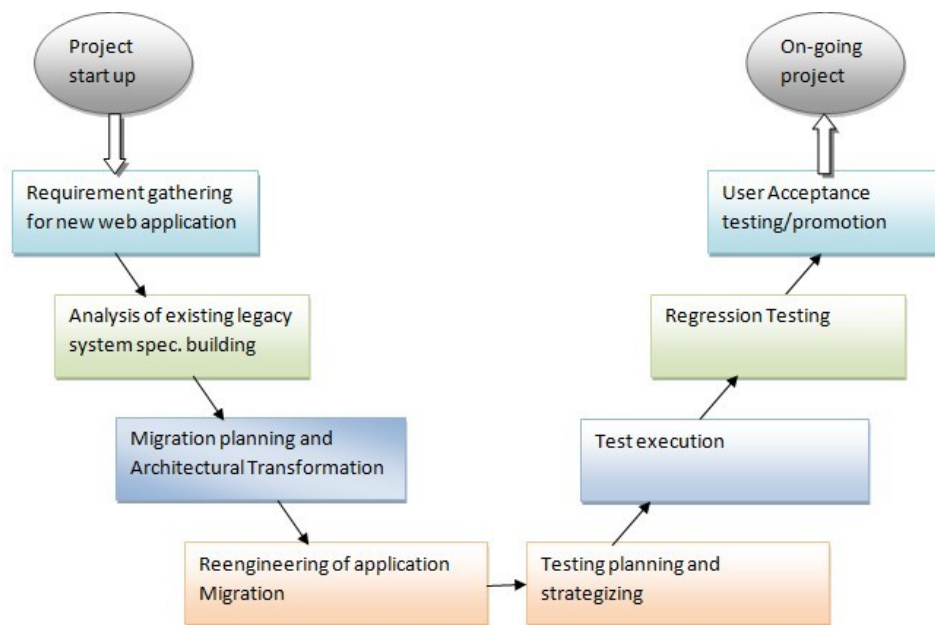 Project
start up
Requirement gathering
for new web application
Analysis of existing legacy
system spec. building
Migration planning and
Architectural Transformation
Reengineering of application
Migration
Testing planning and
strategizing
Test execution
Regression Testing
User Acceptance
testing/promotion
On-going
project